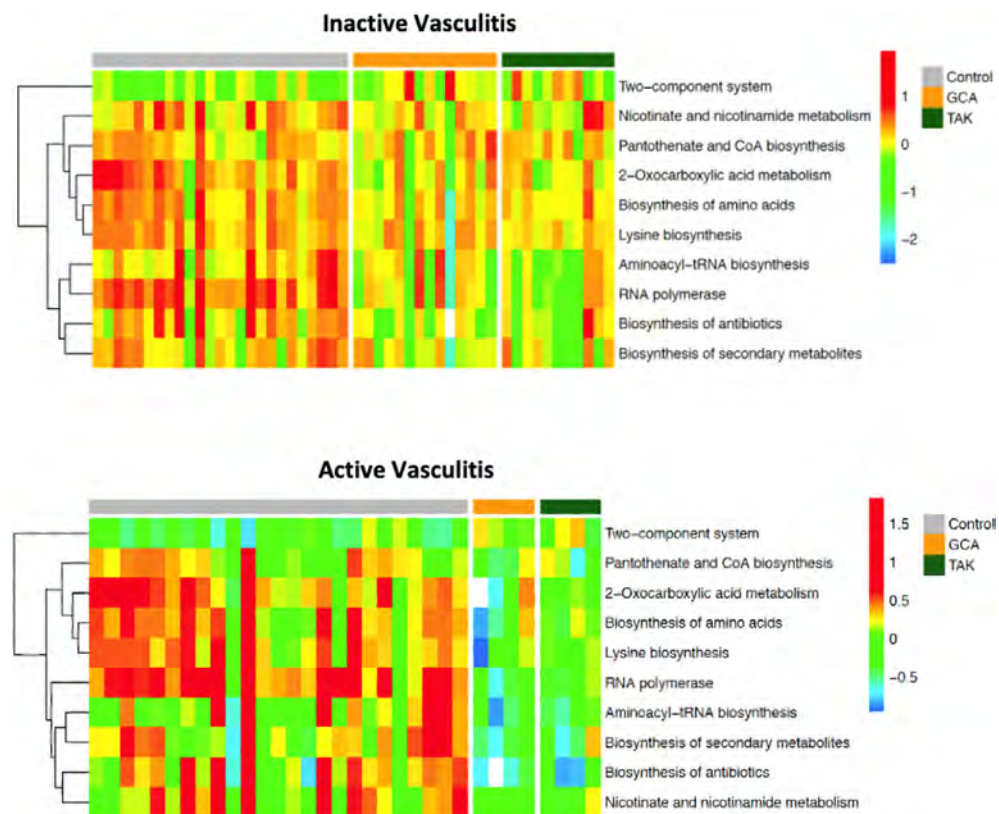 Inactive Vasculitis
Two-component system
Nicotinate and nicotinamide metabolism
Pantothenate and CoA biosynthesis
2-Oxocarboxylic acid metabolism
Biosynthesis of amino acids
Lysine biosynthesis
Aminoacyl-tRNA biosynthesis
RNA polymerase
Biosynthesis of antibiotics
Biosynthesis of secondary metabolites
1
0
-1
-2
Control
GCA
TAK
Active Vasculitis
Two-component system
Pantothenate and CoA biosynthesis
2-Oxocarboxylic acid metabolism
Biosynthesis of amino acids
Lysine biosynthesis
RNA polymerase
Aminoacyl-tRNA biosynthesis
Biosynthesis of secondary metabolites
Biosynthesis of antibiotics
Nicotinate and nicotinamide metabolism
1.5
1
0.5
0
-0.5
Control
GCA
TAK